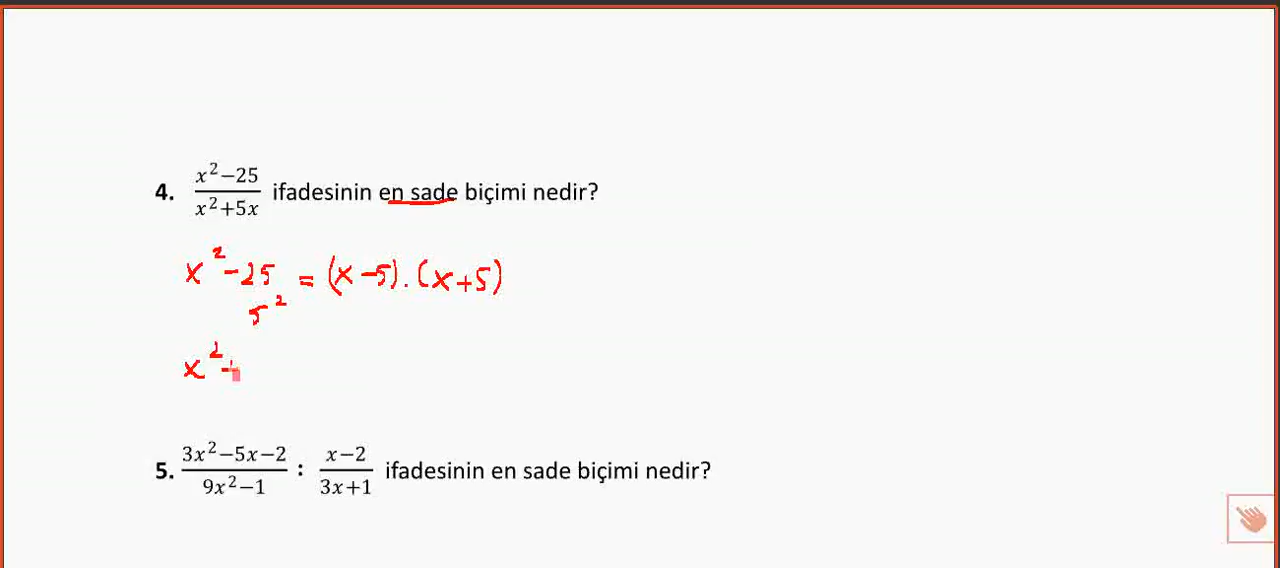 4. x²−25 / x²+5x ifadesinin en sade biçimi nedir?
x² - 25 = (x - 5) . (x + 5)
5²
x² +
5. 3x²−5x−2 / 9x²−1 : x−2 / 3x+1 ifadesinin en sade biçimi nedir?